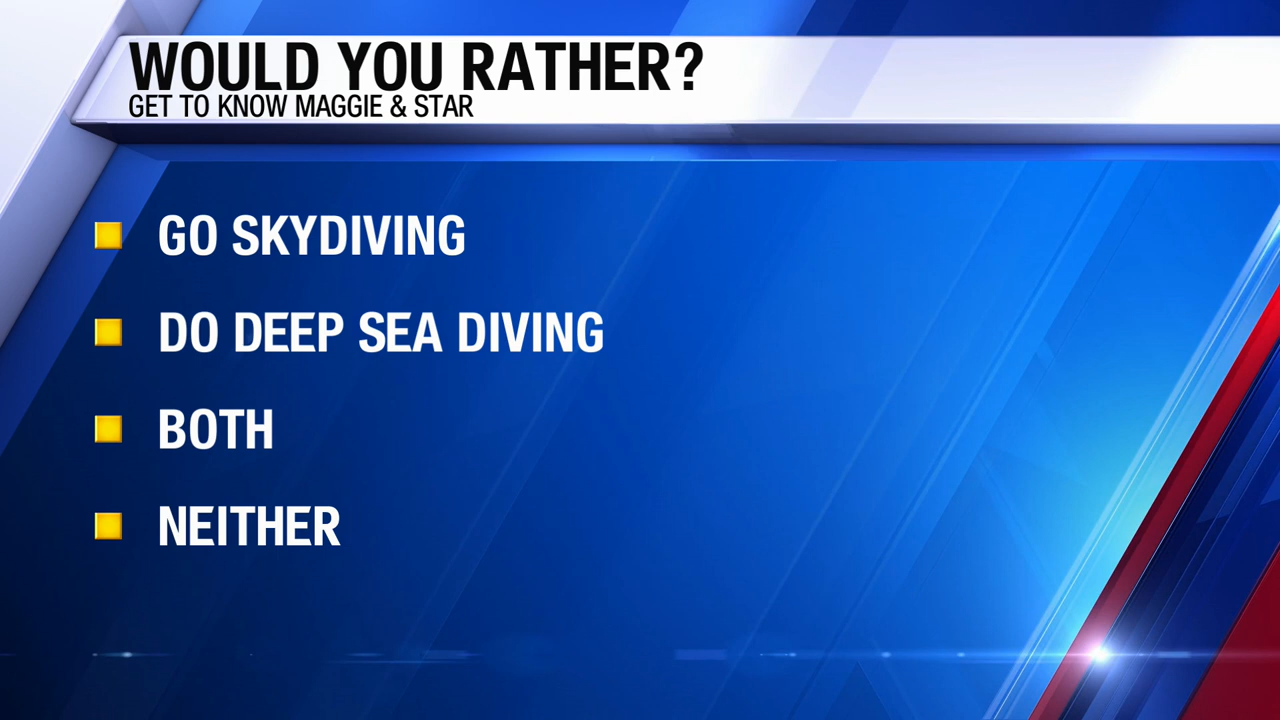 WOULD YOU RATHER?
GET TO KNOW MAGGIE & STAR
GO SKYDIVING
DO DEEP SEA DIVING
BOTH
NEITHER